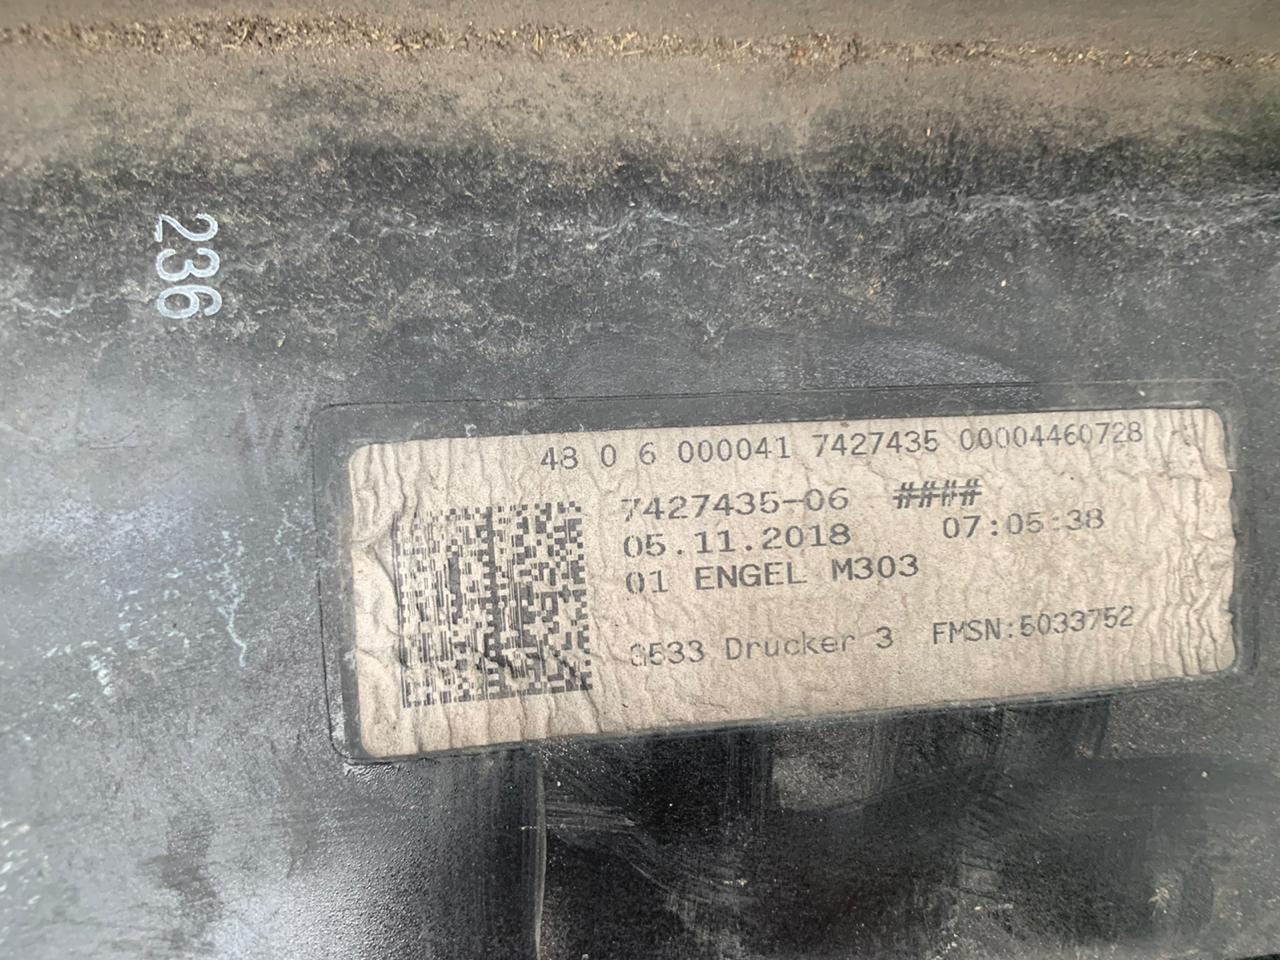 236
48 0 6 000041 7427435 00004460728
7427435-06 ####
05.11.2018 07:05:38
01 ENGEL M303
Drucker 3 FMSN:5033752